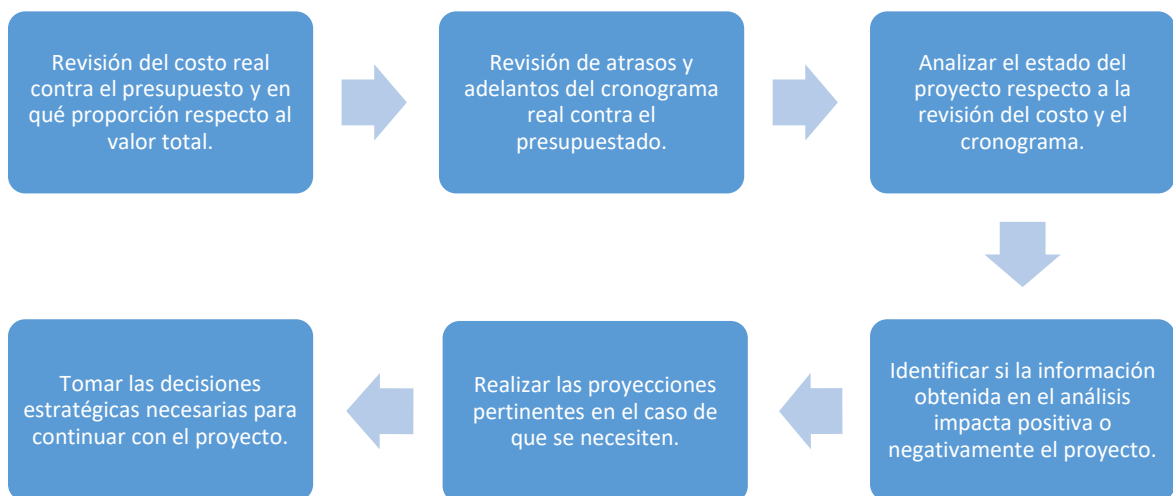 Revisión del costo real
contra el presupuesto y en
qué proporción respecto al
valor total.
Revisión de atrasos y
adelantos del cronograma
real contra el
presupuestado.
Analizar el estado del
proyecto respecto a la
revisión del costo y el
cronograma.
Identificar si la información
obtenida en el análisis
impacta positiva o
negativamente el proyecto.
Realizar las proyecciones
pertinentes en el caso de
que se necesiten.
Tomar las decisiones
estratégicas necesarias para
continuar con el proyecto.